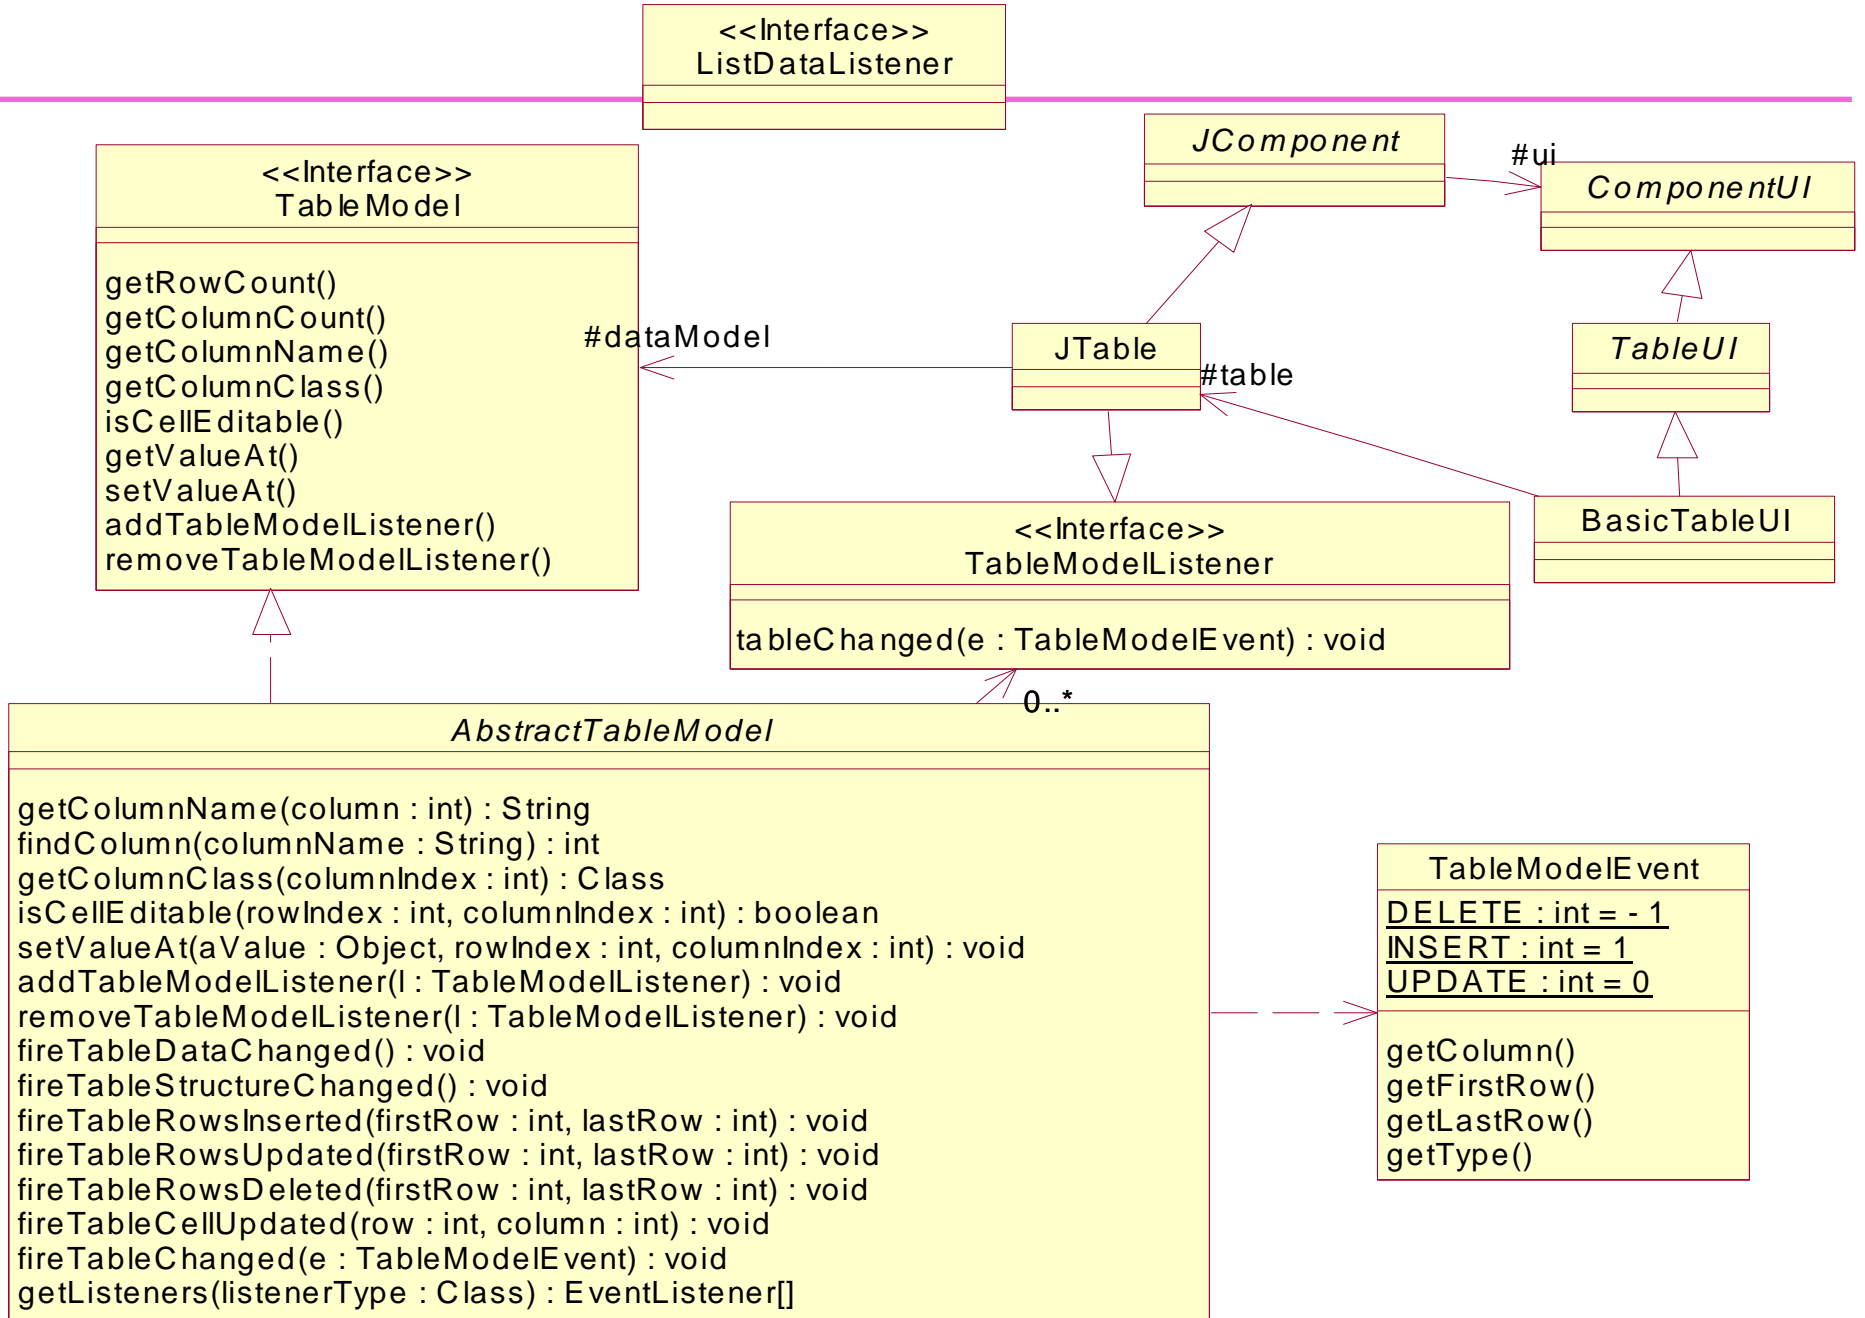 <<Interface>>
ListDataListener
<<Interface>>
TableModel
getRowCount()
getColumnCount()
getColumnName()
getColumnClass()
isCellEditable()
getValueAt()
setValueAt()
addTableModelListener()
removeTableModelListener()
JComponent
#ui
ComponentUI
#dataModel
JTable
#table
TableUI
BasicTableUI
<<Interface>>
TableModelListener
tableChanged(e : TableModelEvent) : void
0..*
AbstractTableModel
getColumnName(column : int) : String
findColumn(columnName : String) : int
getColumnClass(columnIndex : int) : Class
isCellEditable(rowIndex : int, columnIndex : int) : boolean
setValueAt(aValue : Object, rowIndex : int, columnIndex : int) : void
addTableModelListener(l : TableModelListener) : void
removeTableModelListener(l : TableModelListener) : void
fireTableDataChanged() : void
fireTableStructureChanged() : void
fireTableRowsInserted(firstRow : int, lastRow : int) : void
fireTableRowsUpdated(firstRow : int, lastRow : int) : void
fireTableRowsDeleted(firstRow : int, lastRow : int) : void
fireTableCellUpdated(row : int, column : int) : void
fireTableChanged(e : TableModelEvent) : void
getListeners(listenerType : Class) : EventListener[]
TableModelEvent
DELETE : int = - 1
INSERT : int = 1
UPDATE : int = 0
getColumn()
getFirstRow()
getLastRow()
getType()